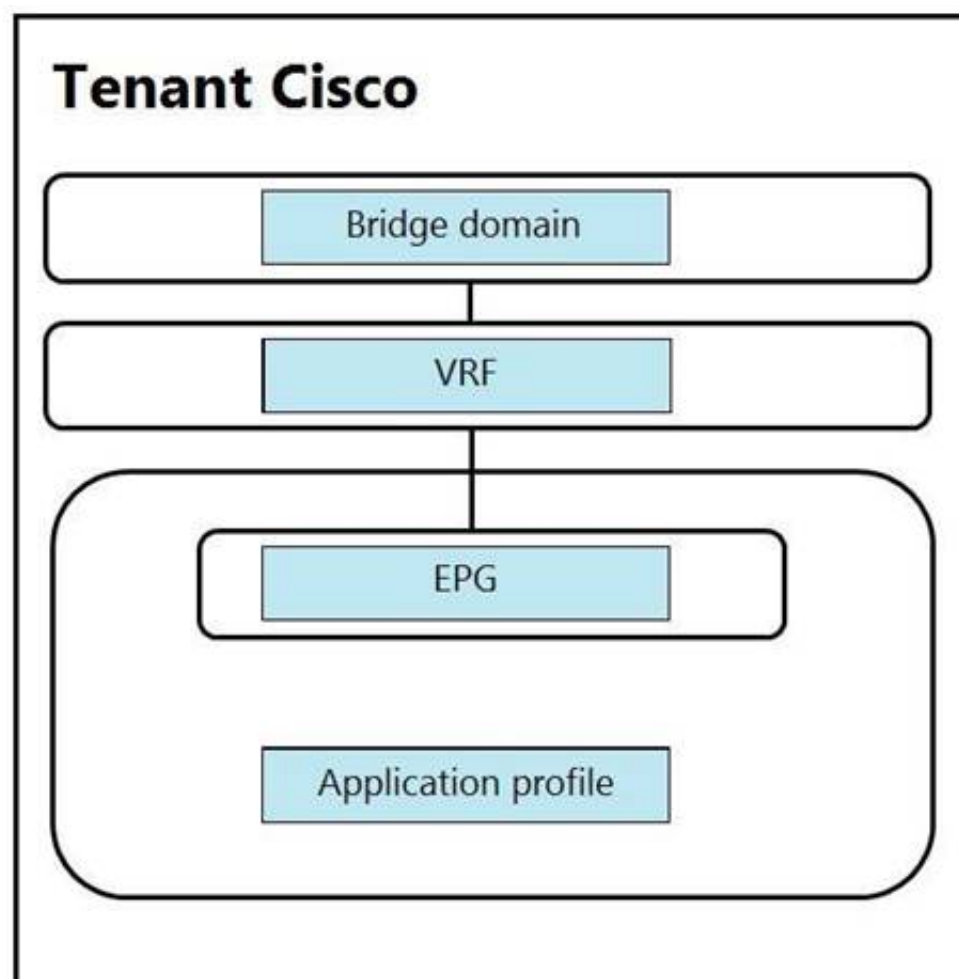 Tenant Cisco
Bridge domain
VRF
EPG
Application profile